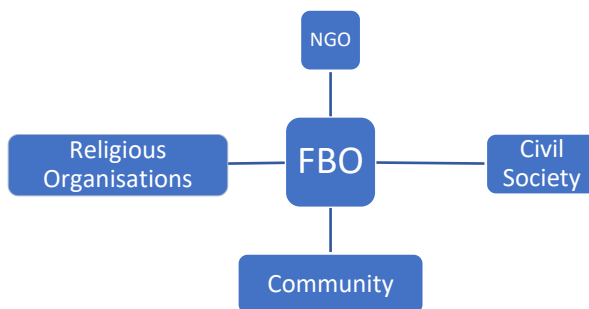 NGO
Religious
Organisations
FBO
Civil
Society
Community